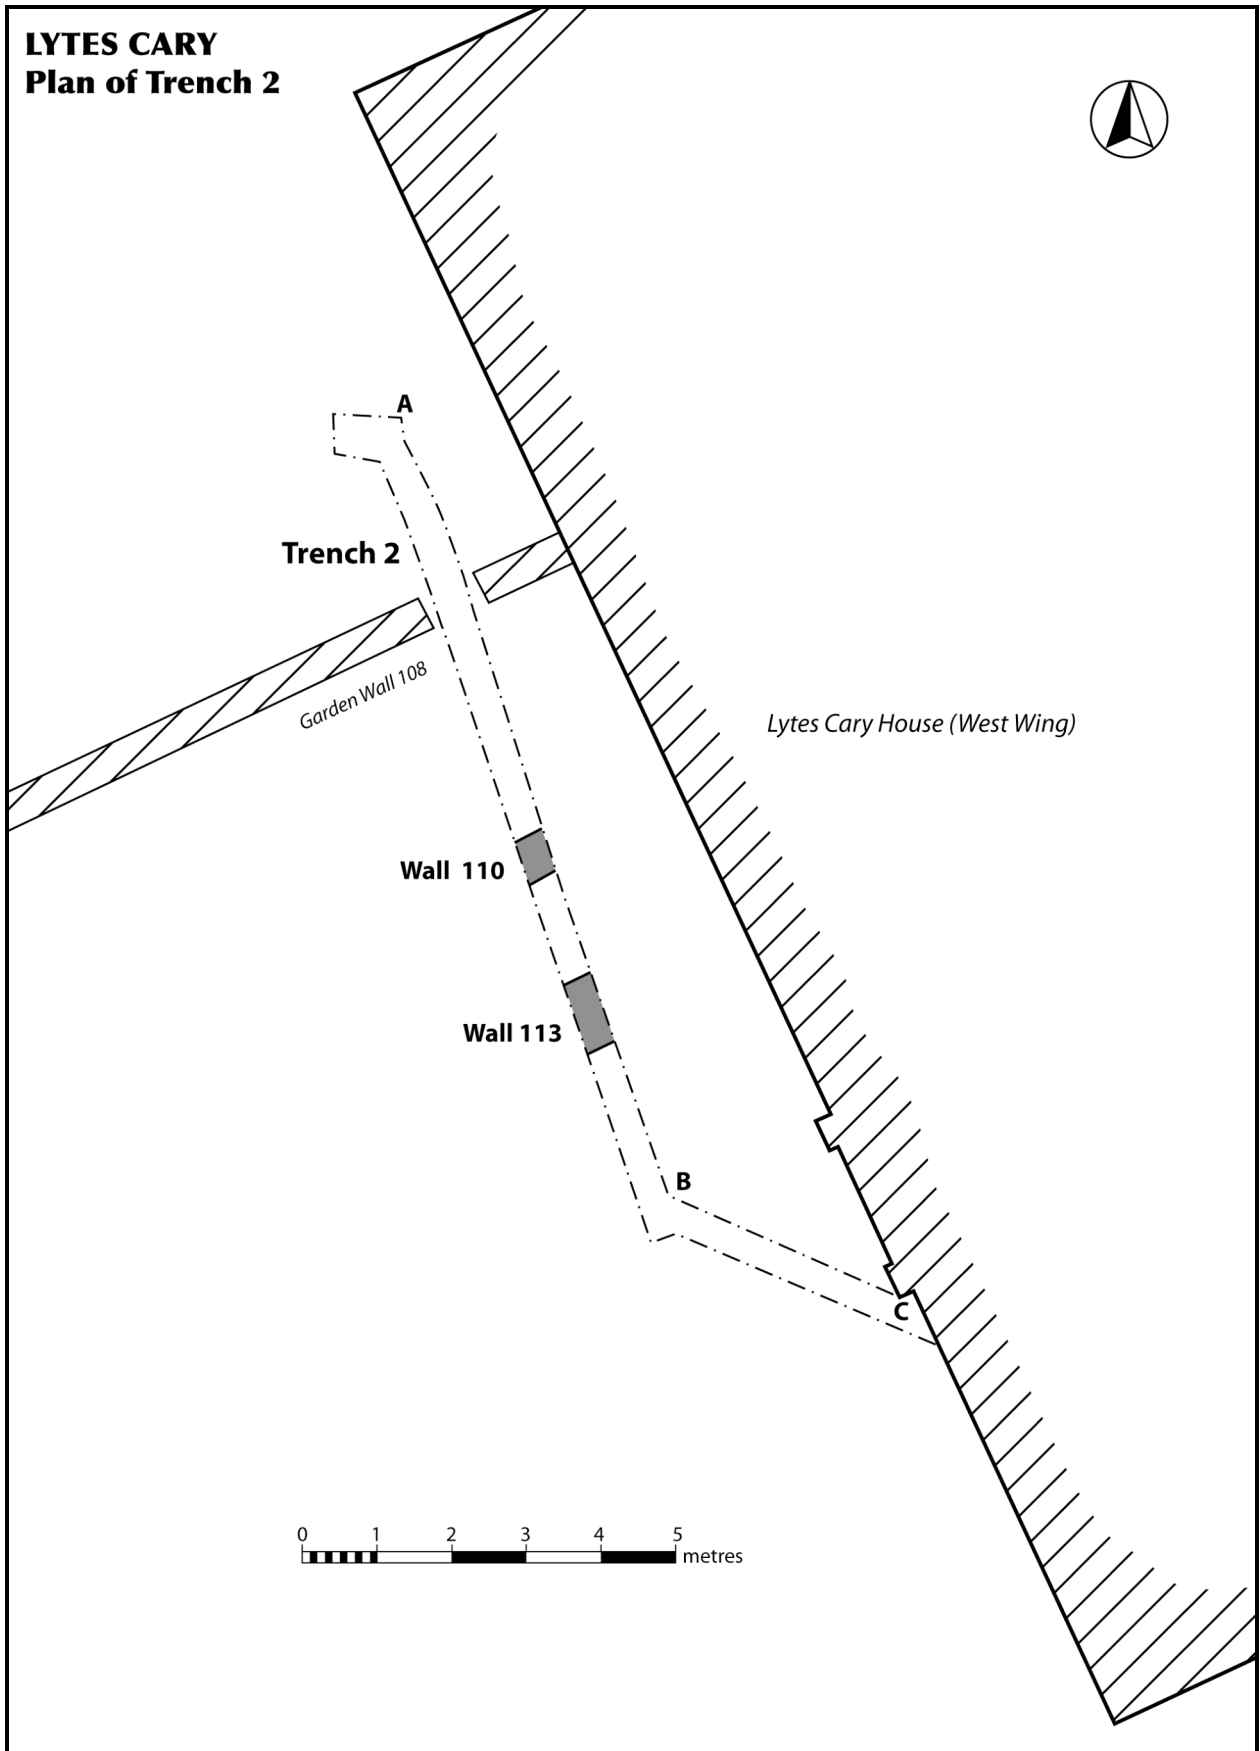 LYTES CARY
Plan of Trench 2
A
Trench 2
Garden Wall 108
Lytes Cary House (West Wing)
Wall 110
Wall 113
B
C
0 1 2 3 4 5
metres